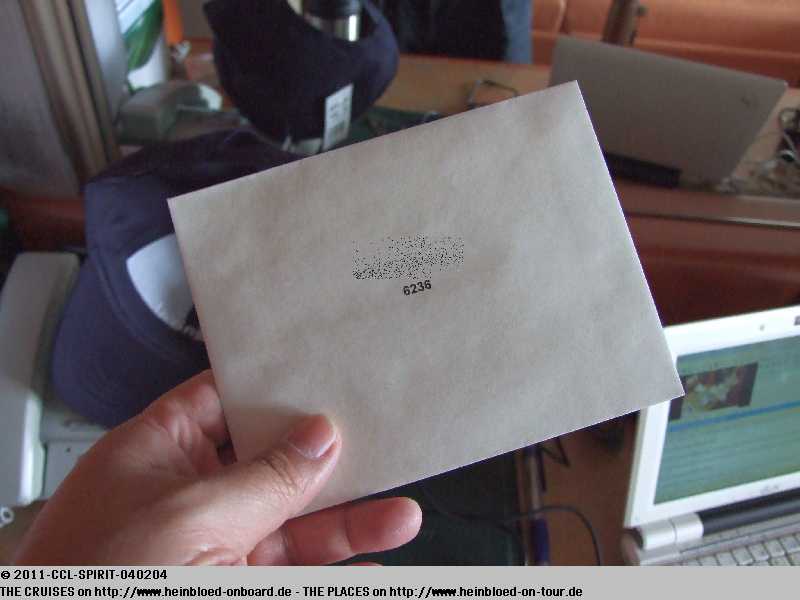 6236
© 2011-CCL-SPIRIT-040204
THE CRUISES on http://www.heinbloed-onboard.de - THE PLACES on http://www.heinbloed-on-tour.de